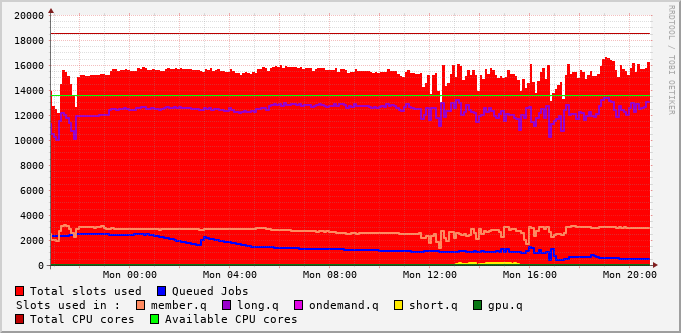 20000
18000
16000
14000
12000
10000
8000
6000
4000
2000
0
Mon 00:00 Mon 04:00 Mon 08:00 Mon 12:00 Mon 16:00 Mon 20:00
RRDTOOL / TOBI OETIKER
Total slots used Queued Jobs
Slots used in : member.q long.q ondemand.q short.q gpu.q
Total CPU cores Available CPU cores